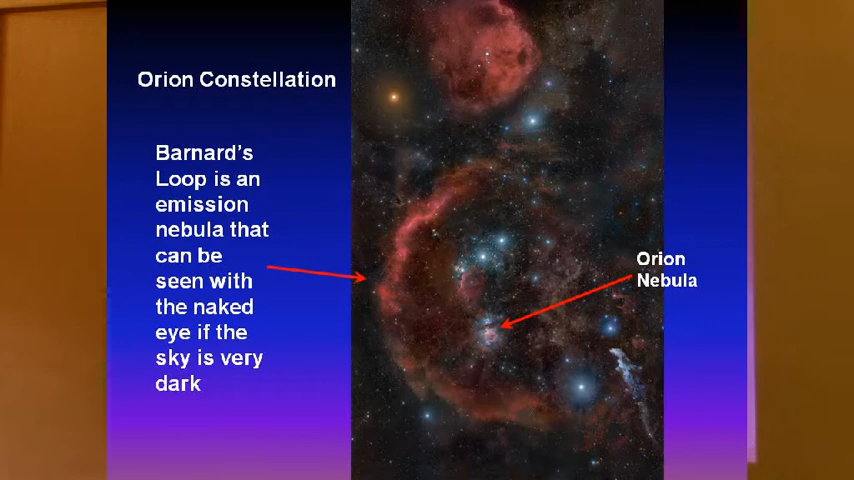 Orion Constellation
Barnard's
Loop is an
emission
nebula that
can be
seen with
the naked
eye if the
sky is very
dark
Orion
Nebula